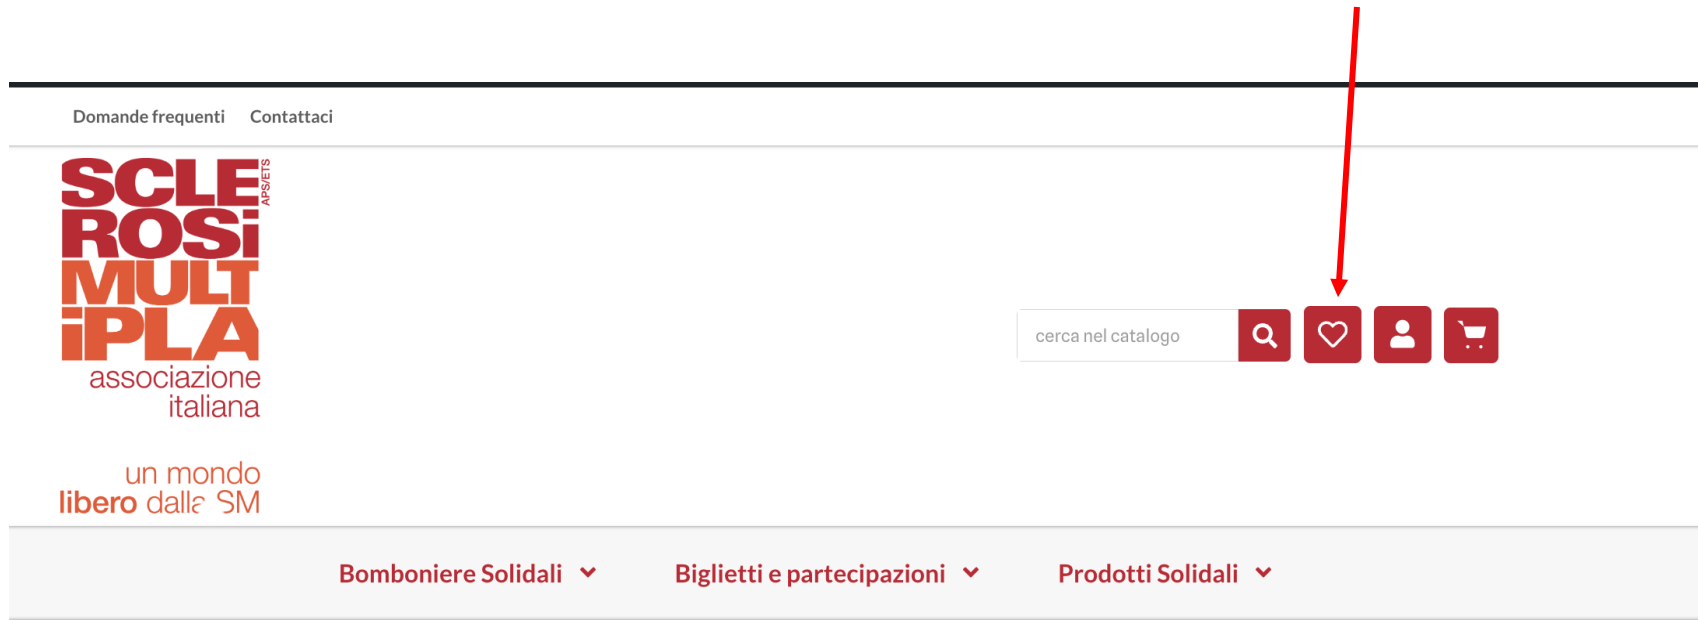 Domande frequenti Contattaci
SCLE
ROSi
MULT
iPLA
APS/ETS
associazione
italiana
un mondo
libero dalla SM
cerca nel catalogo
Bomboniere Solidali Biglietti e partecipazioni Prodotti Solidali